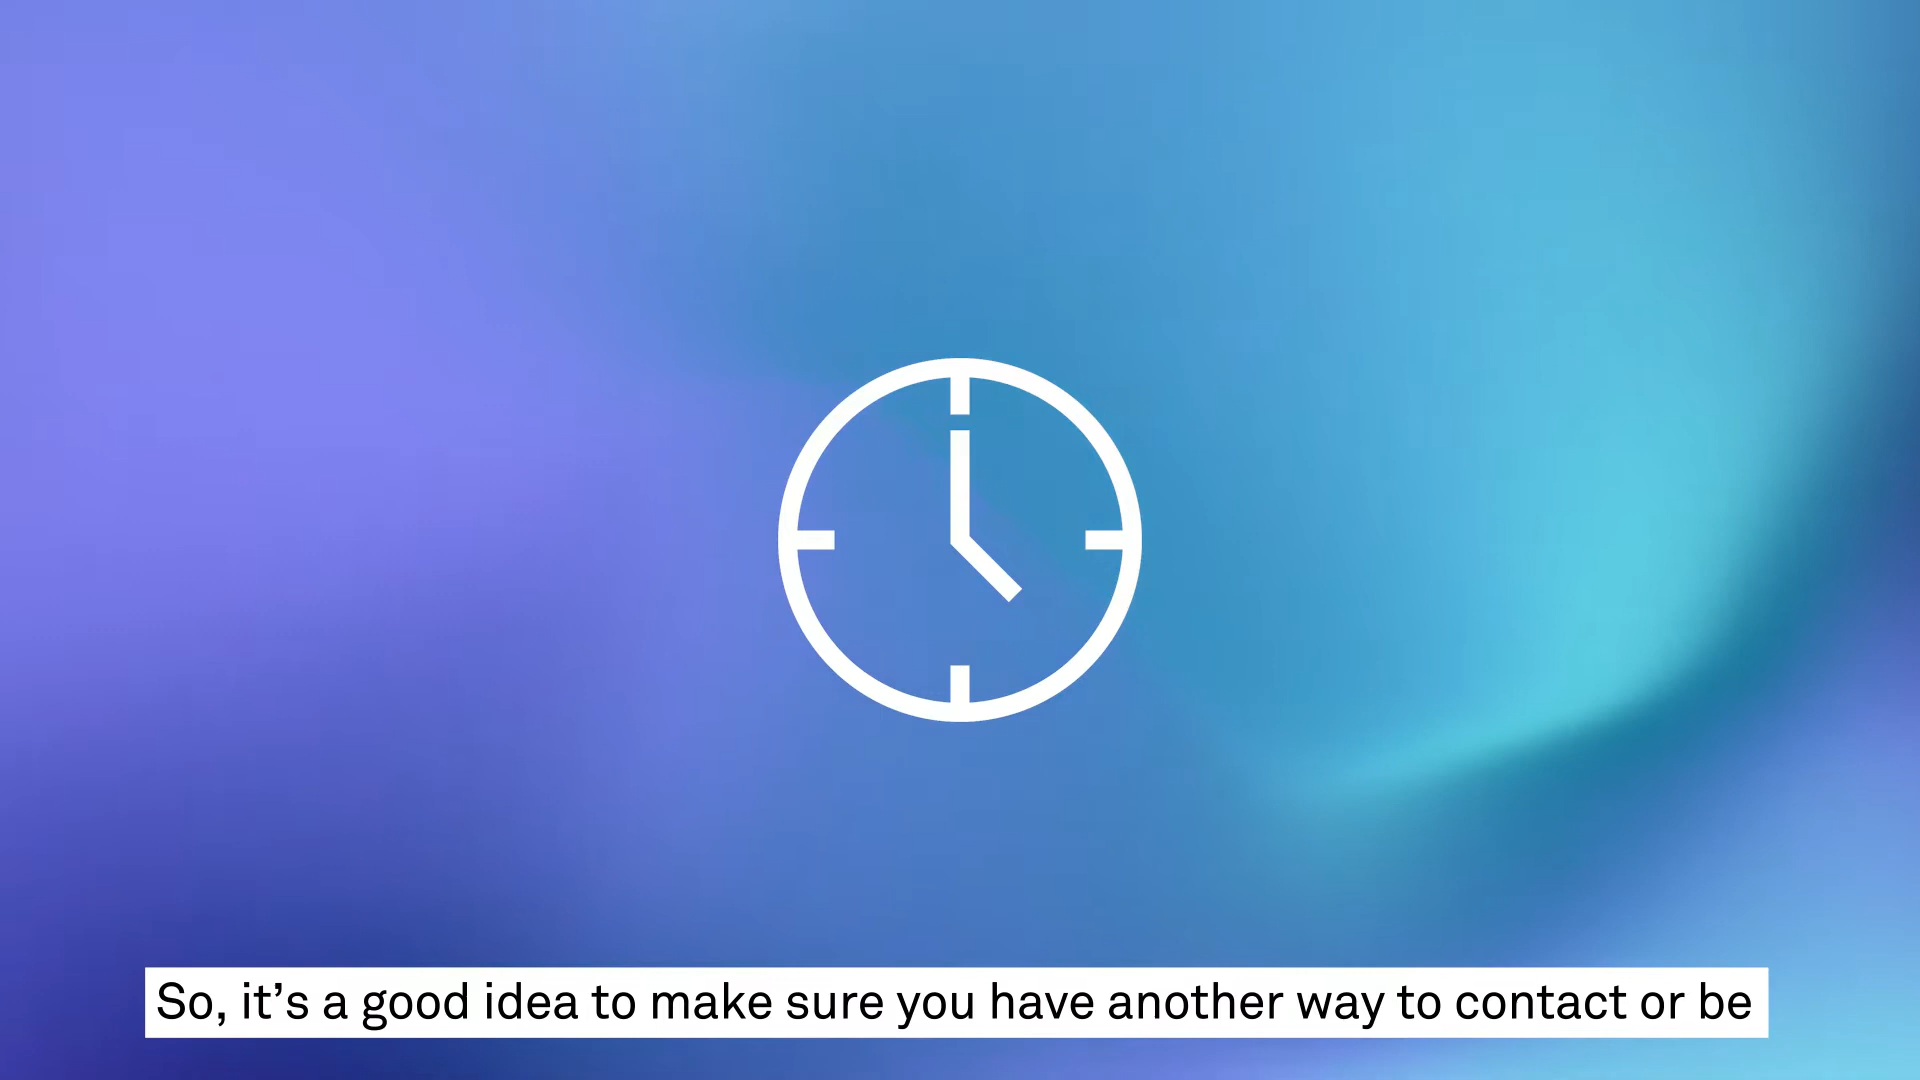 So, it’s a good idea to make sure you have another way to contact or be